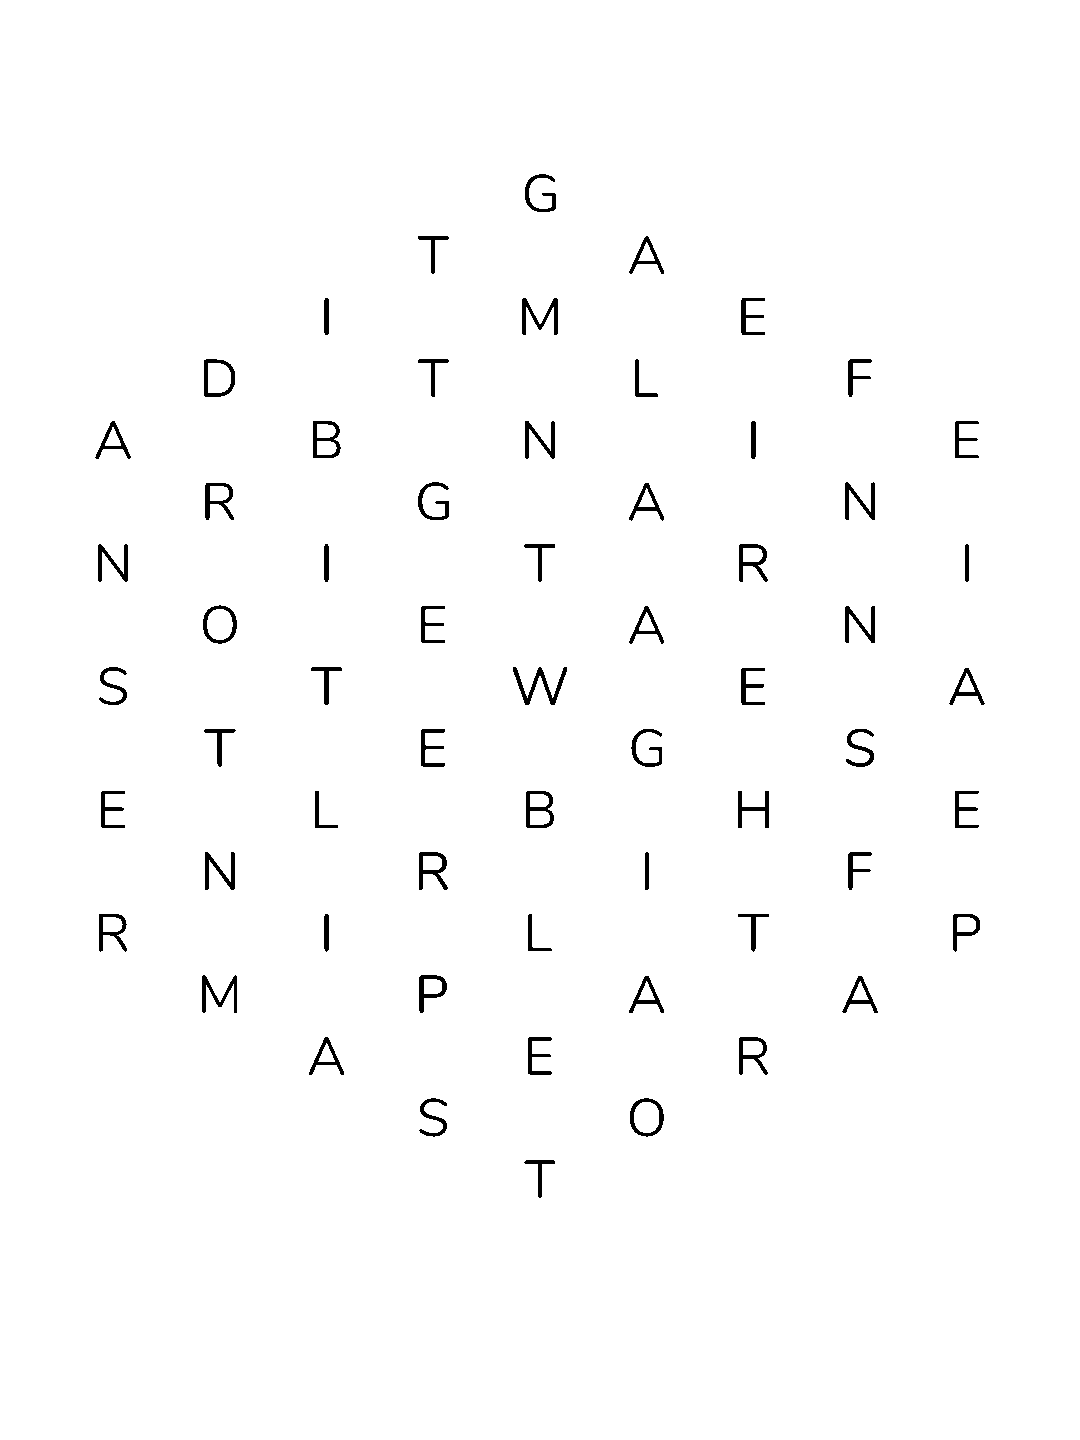 G
T A
I M E
D T L F
A B N I E
R G A N
N I T R I
O E A N
S T W E A
T E G S
E L B H E
N R I F
R I L T P
M P A A
A E R
S O
T